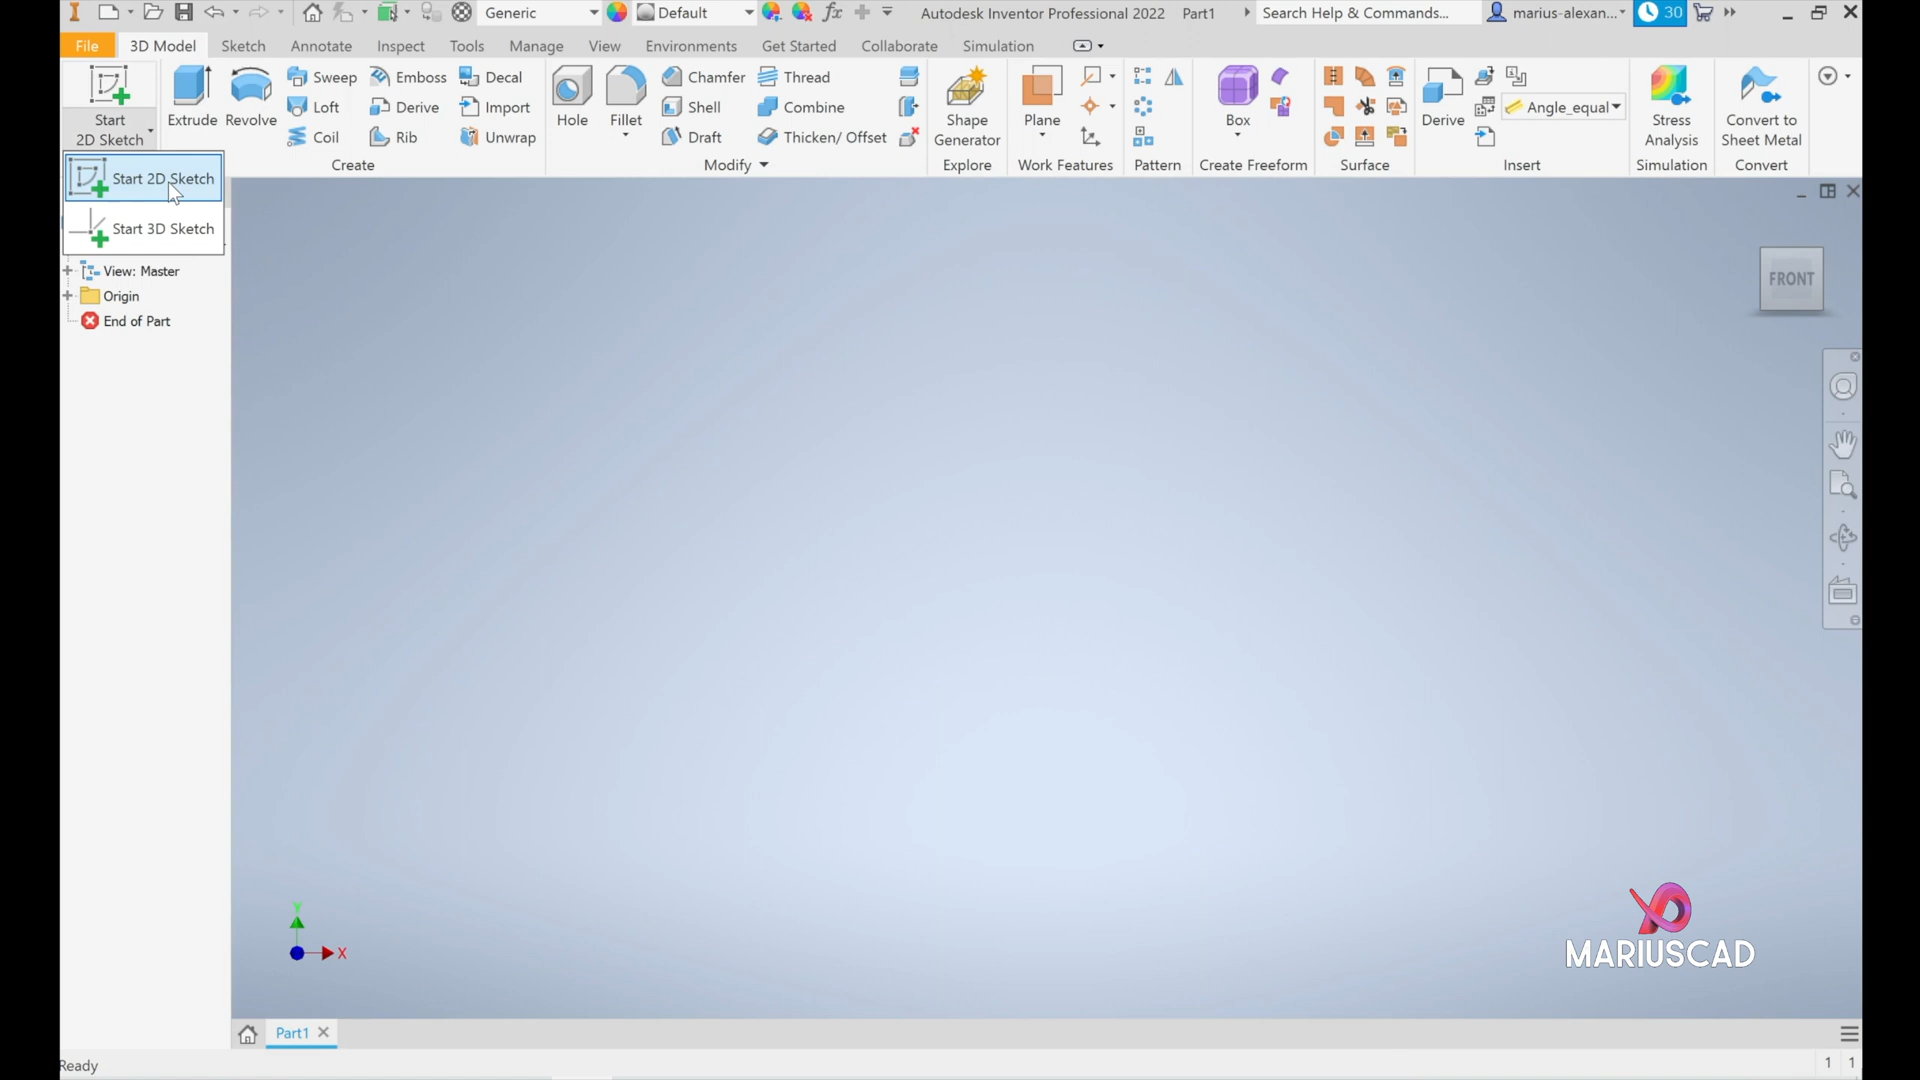 Generic
Default
fx
Autodesk Inventor Professional 2022 Part1
Search Help & Commands...
marius-alexan...
30
File 3D Model Sketch Annotate Inspect Tools Manage View Environments Get Started Collaborate Simulation
Start
2D Sketch
Extrude
Revolve
Sweep
Loft
Coil
Emboss
Derive
Rib
Decal
Import
Unwrap
Create
Hole
Fillet
Chamfer
Shell
Draft
Thread
Combine
Thicken/ Offset
Modify
Shape
Generator
Explore
Plane
Work Features
Pattern
Box
Create Freeform
Surface
Derive
Angle_equal
Insert
Stress
Analysis
Simulation
Convert to
Sheet Metal
Convert
Start 2D Sketch
Start 3D Sketch
View: Master
Origin
End of Part
FRONT
Y
X
MARIUSCAD
Part1
Ready
1 1